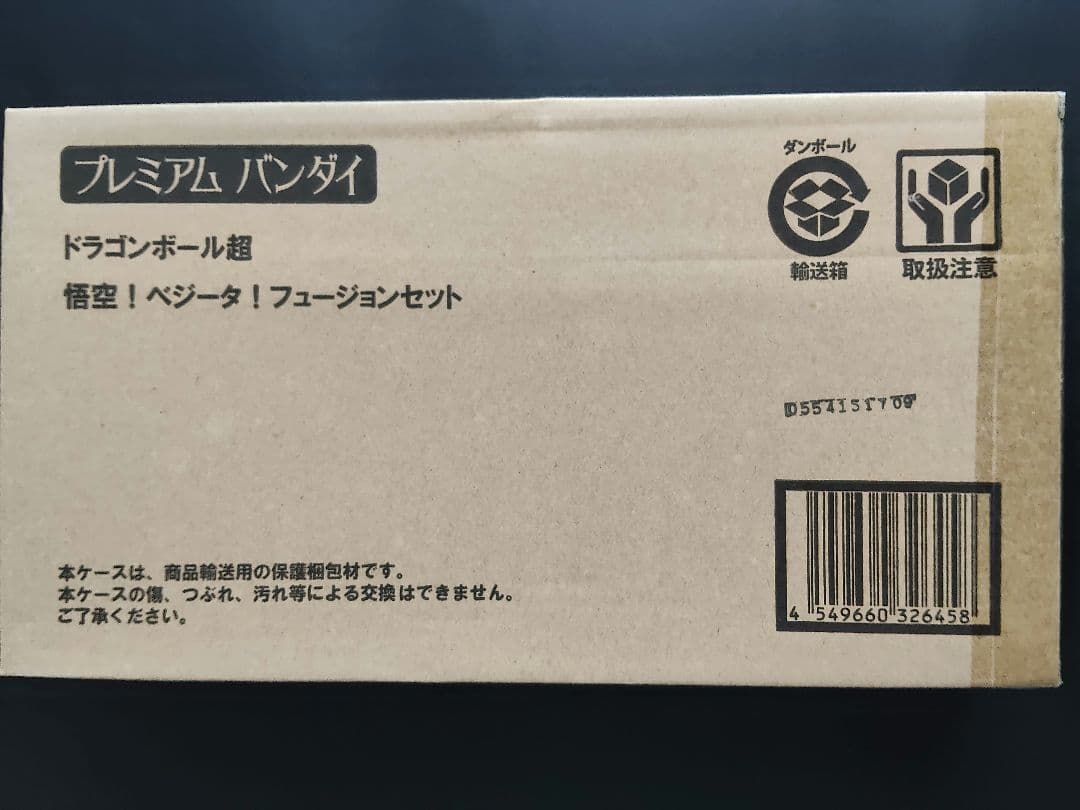 プレミアム バンダイ
ドラゴンボール超
悟空！ベジータ！フュージョンセット
ダンボール
輸送箱
取扱注意
D554151709
4 549660 326458
本ケースは、商品輸送用の保護梱包材です。
本ケースの傷、つぶれ、汚れ等による交換はできません。
ご了承ください。